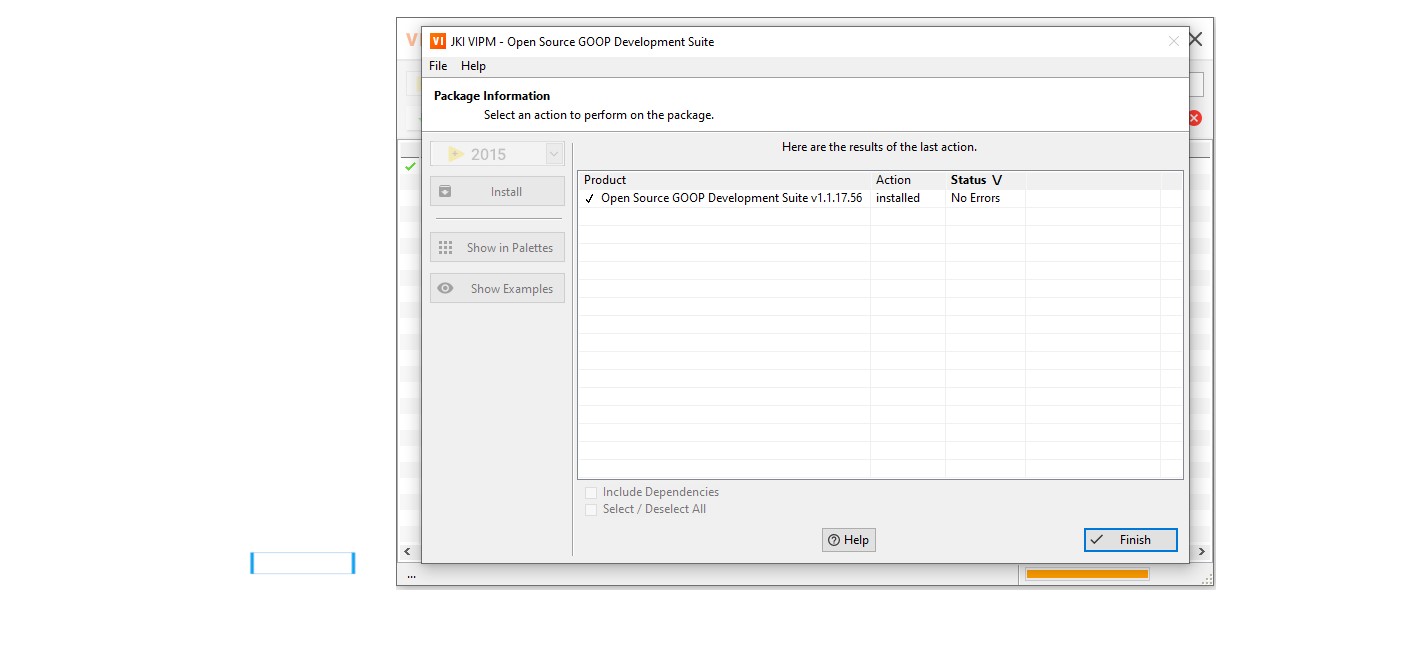 VI JKI VIPM - Open Source GOOP Development Suite
File Help
Package Information
Select an action to perform on the package.
2015
Install
Show in Palettes
Show Examples
Here are the results of the last action.
Product Action Status
Open Source GOOP Development Suite v1.1.17.56 installed No Errors
Include Dependencies
Select / Deselect All
Help Finish
...